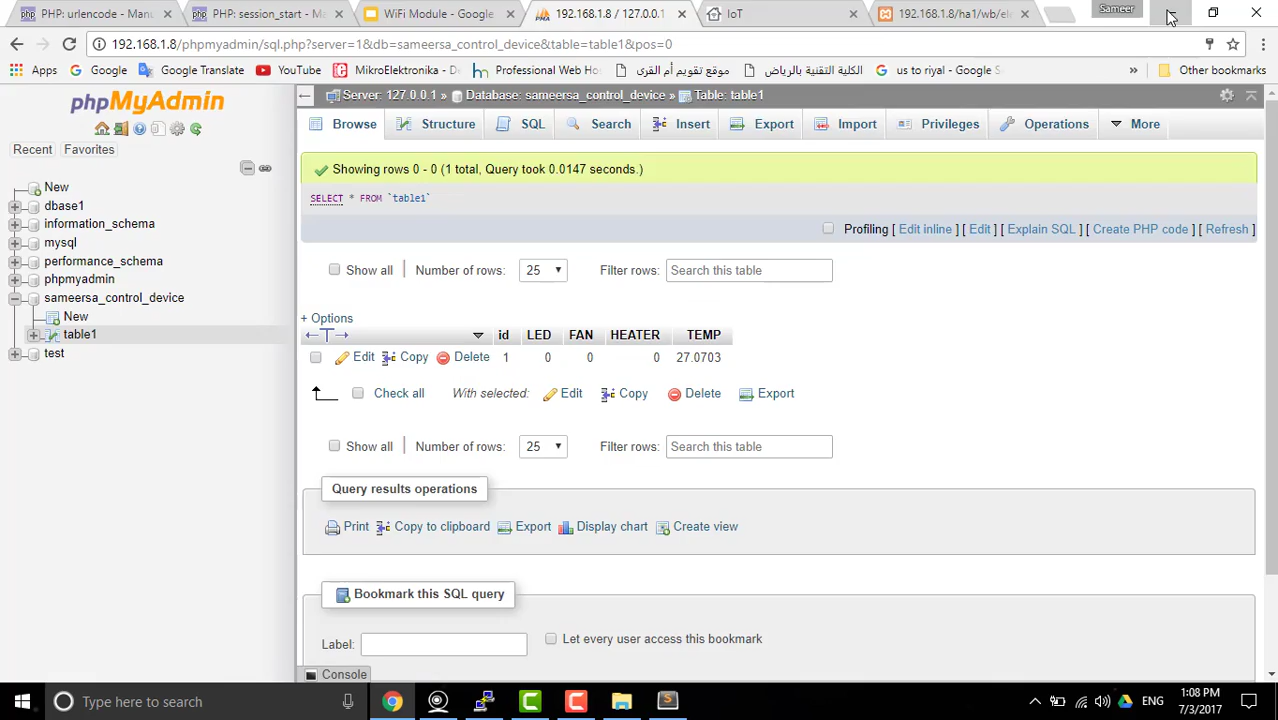 PHP: urlencode - Manu
PHP: session_start - Ma
WiFi Module - Google
192.168.1.8 / 127.0.0.1
IoT
192.168.1.8/ha1/wb/el
Sameer
192.168.1.8/phpmyadmin/sql.php?server=1&db=sameersa_control_device&table=table1&pos=0
Apps
Google
Google Translate
YouTube
MikroElektronika - De
Professional Web Ho
موقع تقويم أم القرى
الكلية التقنية بالرياض
us to riyal - Google S
»
Other bookmarks
phpMyAdmin
Recent
Favorites
New
dbase1
information_schema
mysql
performance_schema
phpmyadmin
sameersa_control_device
New
table1
test
Server: 127.0.0.1 » Database: sameersa_control_device » Table: table1
Browse
Structure
SQL
Search
Insert
Export
Import
Privileges
Operations
More
Showing rows 0 - 0 (1 total, Query took 0.0147 seconds.)
SELECT * FROM `table1`
Profiling [ Edit inline ] [ Edit ] [ Explain SQL ] [ Create PHP code ] [ Refresh ]
Show all
Number of rows:
25
Filter rows:
Search this table
+ Options
id LED FAN HEATER TEMP
Edit Copy Delete 1 0 0 0 27.0703
Check all With selected: Edit Copy Delete Export
Show all
Number of rows:
25
Filter rows:
Search this table
Query results operations
Print Copy to clipboard Export Display chart Create view
Bookmark this SQL query
Label:
Let every user access this bookmark
Console
Type here to search
ENG
1:08 PM
7/3/2017